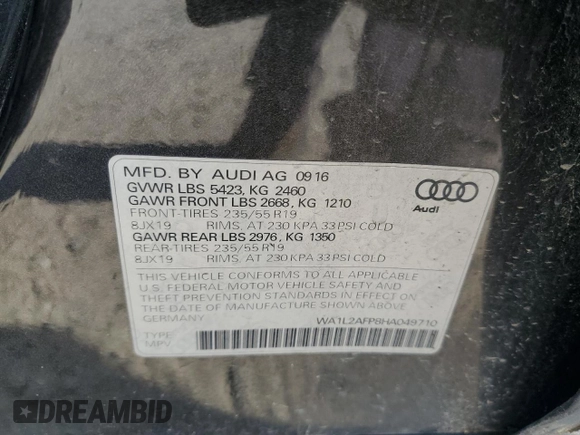 MFD. BY AUDI AG 09 16
GVWR LBS 5423, KG 2460
GAWR FRONT LBS 2668, KG 1210
FRONT-TIRES 235/55 R19
8JX19 RIMS, AT 230 KPA 33 PSI COLD
GAWR REAR LBS 2976, KG 1350
REAR-TIRES 235/55 R19
8JX19 RIMS, AT 230 KPA 33 PSI COLD
Audi
THIS VEHICLE CONFORMS TO ALL APPLICABLE
U.S. FEDERAL MOTOR VEHICLE SAFETY AND
THEFT PREVENTION STANDARDS IN EFFECT ON
THE DATE OF MANUFACTURE SHOWN ABOVE.
GERMANY
WA1L2AFP8HA049710
TYPE:
MPV
DREAMBID